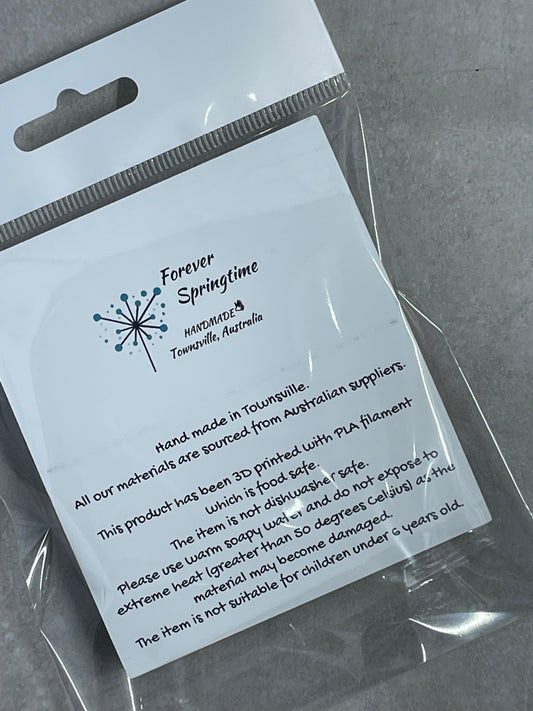 Forever
Springtime
HANDMADE
Townsville, Australia
Hand made in Townsville.
All our materials are sourced from Australian suppliers.
This product has been 3D printed with PLA filament
which is food safe.
The item is not dishwasher safe.
Please use warm soapy water and do not expose to
extreme heat (greater than 50 degrees Celsius) as the
material may become damaged.
The item is not suitable for children under 6 years old.